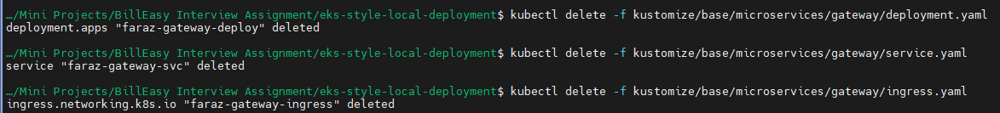 …/Mini Projects/BillEasy Interview Assignment/eks-style-local-deployment$ kubectl delete -f kustomize/base/microservices/gateway/deployment.yaml
deployment.apps "faraz-gateway-deploy" deleted
…/Mini Projects/BillEasy Interview Assignment/eks-style-local-deployment$ kubectl delete -f kustomize/base/microservices/gateway/service.yaml
service "faraz-gateway-svc" deleted
…/Mini Projects/BillEasy Interview Assignment/eks-style-local-deployment$ kubectl delete -f kustomize/base/microservices/gateway/ingress.yaml
ingress.networking.k8s.io "faraz-gateway-ingress" deleted